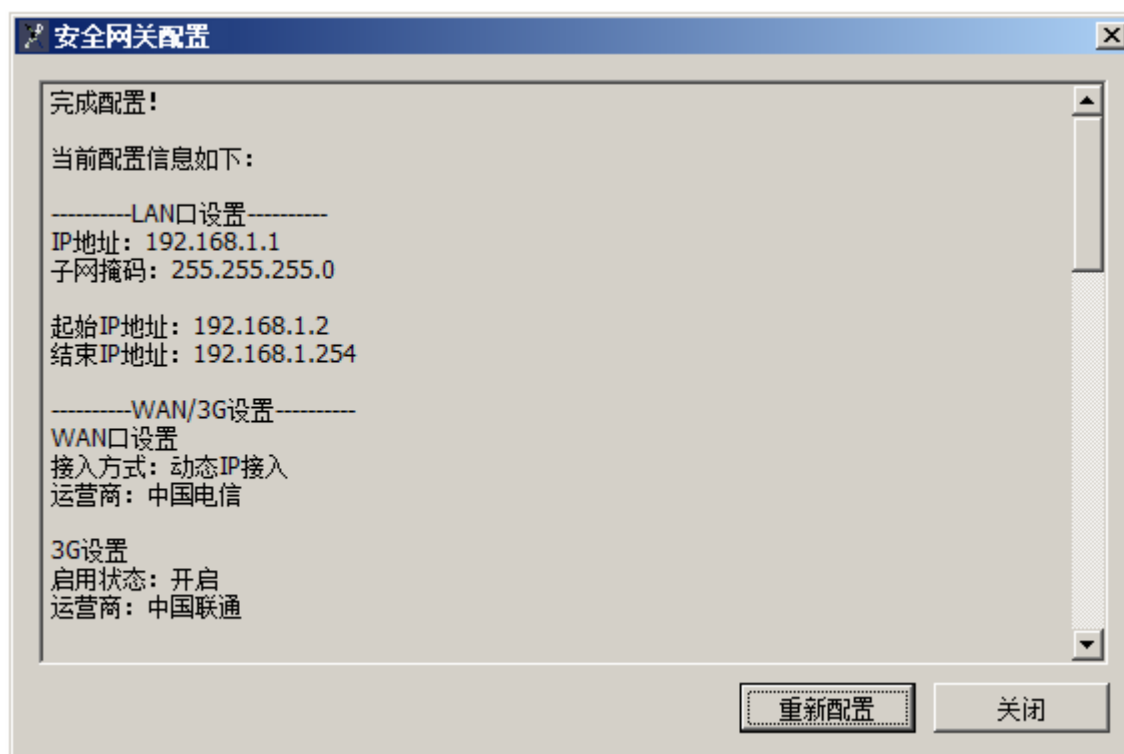 安全网关配置
完成配置!
当前配置信息如下:
----------LAN口设置----------
IP地址: 192.168.1.1
子网掩码: 255.255.255.0
起始IP地址: 192.168.1.2
结束IP地址: 192.168.1.254
----------WAN/3G设置----------
WAN口设置
接入方式: 动态IP接入
运营商: 中国电信
3G设置
启用状态: 开启
运营商: 中国联通
重新配置
关闭